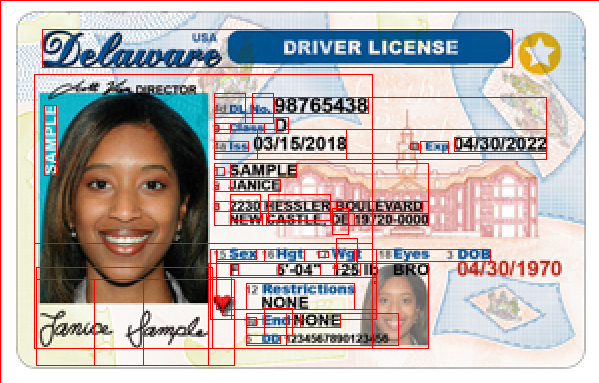 Delaware USA DRIVER LICENSE
DIRECTOR
SAMPLE
4d DL No. 98765438
9 Class D
4a Iss 03/15/2018 4b Exp 04/30/2022
1 SAMPLE
2 JANICE
8 2230 HESSLER BOULEVARD
NEW CASTLE, DE 19720-0000
15 Sex 16 Hgt 17 Wgt 18 Eyes 3 DOB
F 5'-04" 125 lb BRO 04/30/1970
12 Restrictions
NONE
9a End NONE
5 DD 1234567890123456
Janice Sample